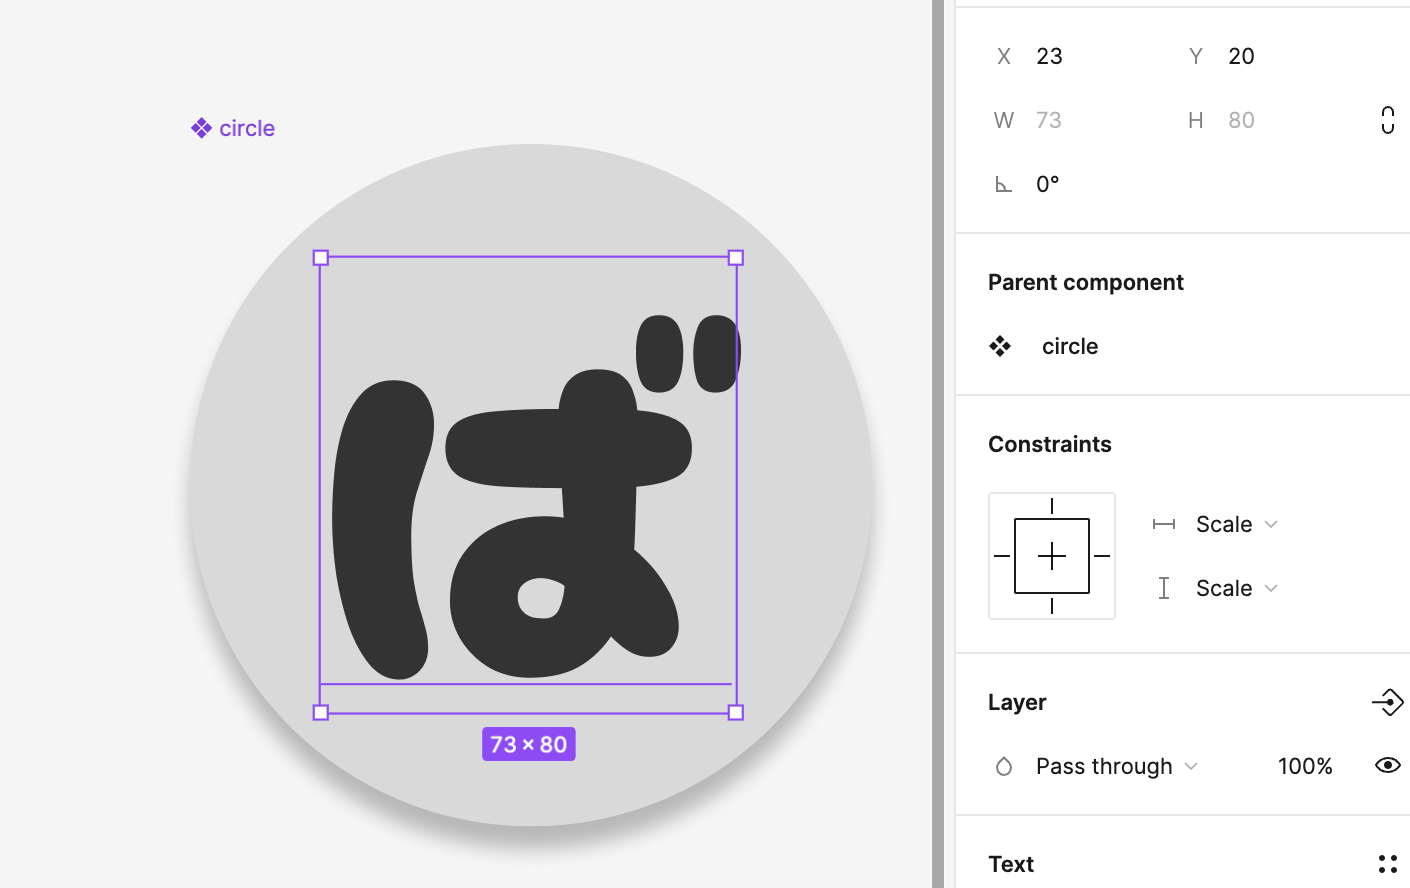 X 23 Y 20
circle
W 73 H 80
0°
Parent component
circle
ば
Constraints
Scale
Scale
Layer
73 × 80
Pass through 100%
Text